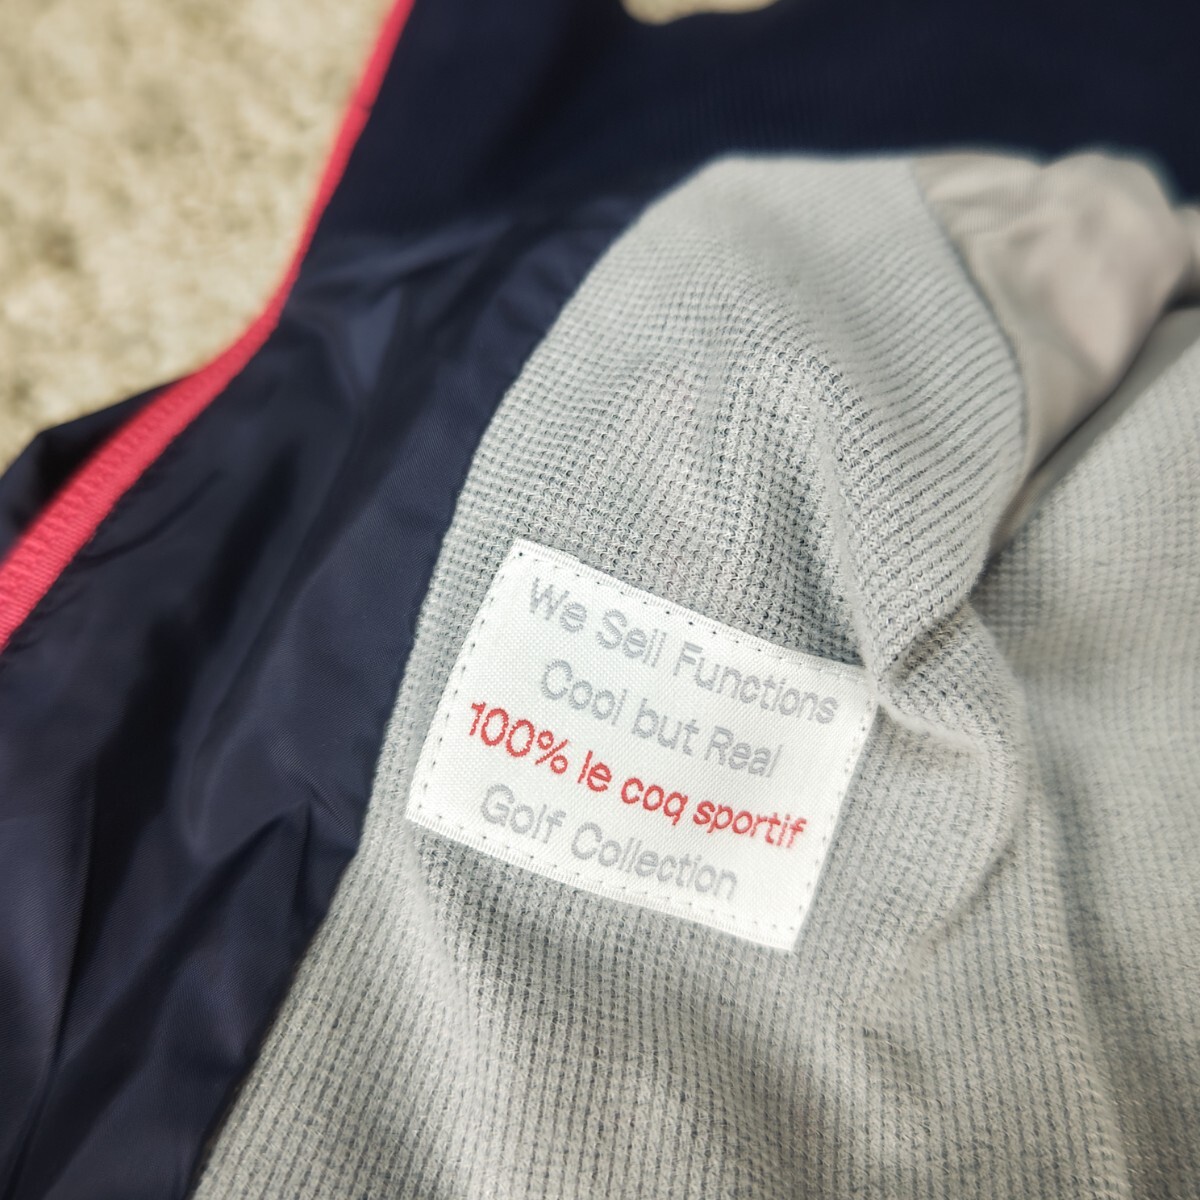 We Sell Functions
Cool but Real
100% le coq sportif
Golf Collection